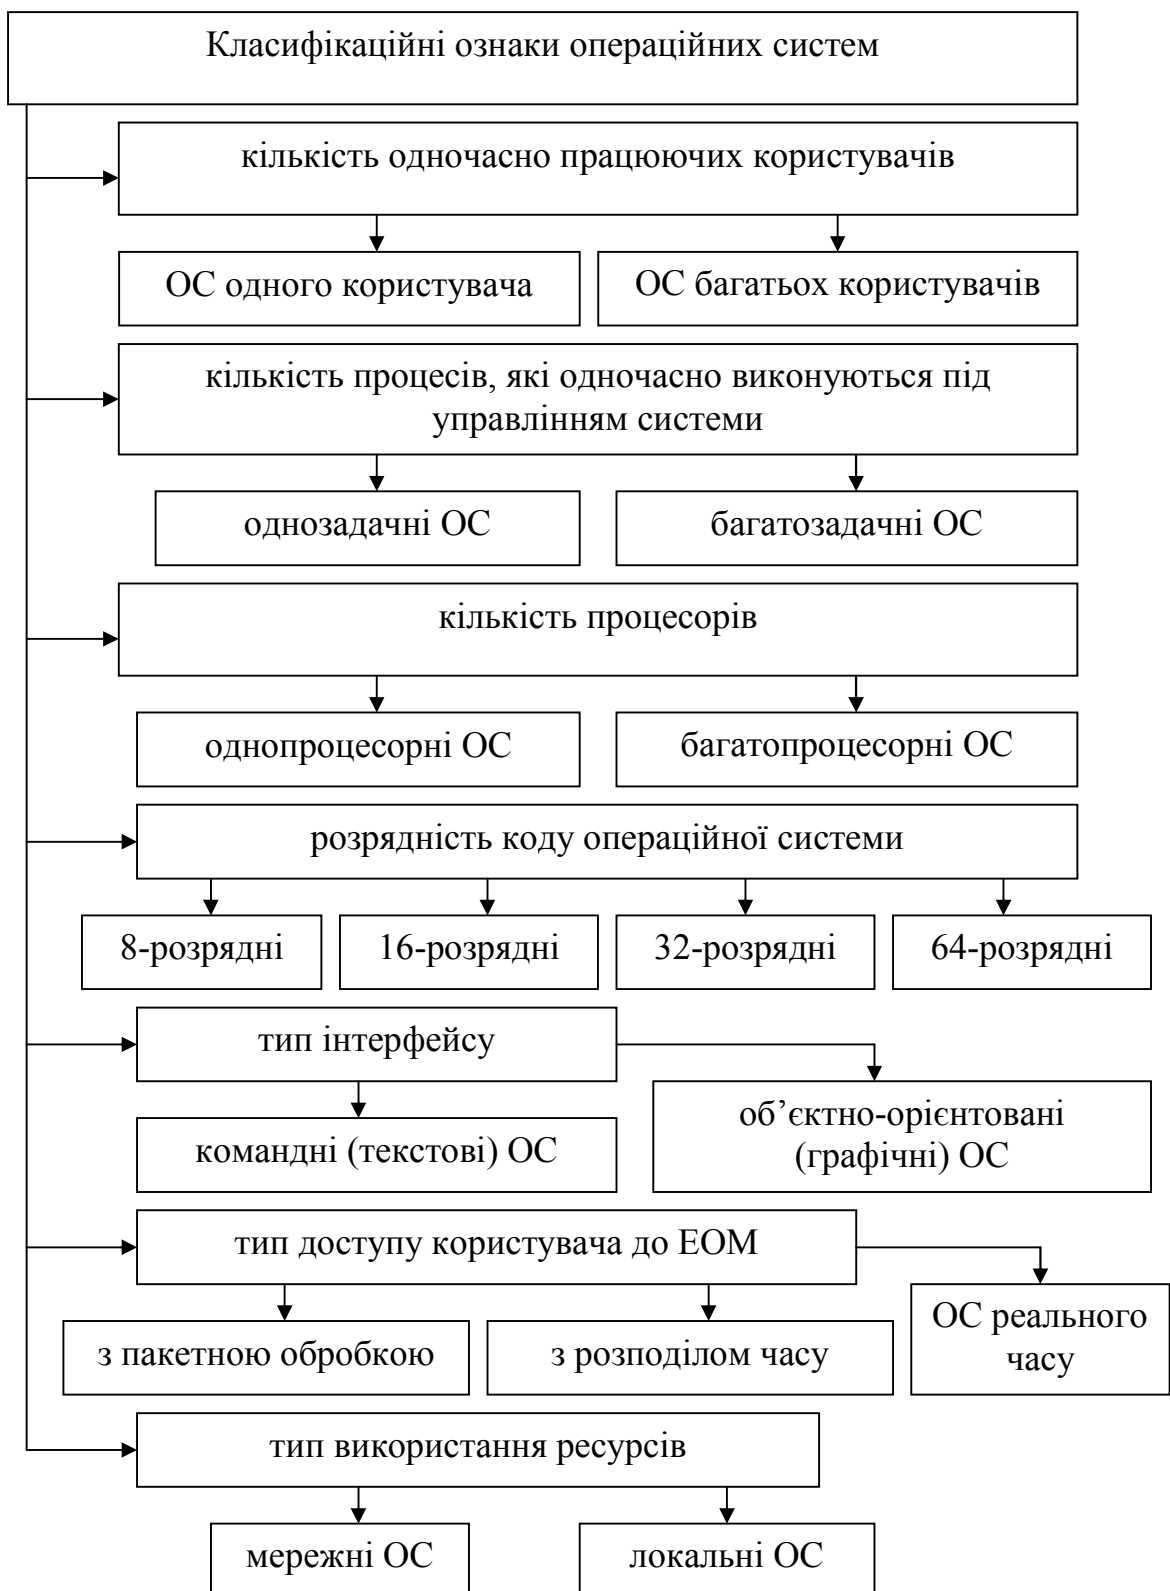 Класифікаційні ознаки операційних систем
кількість одночасно працюючих користувачів
ОС одного користувача
ОС багатьох користувачів
кількість процесів, які одночасно виконуються під
управлінням системи
однозадачні ОС
багатозадачні ОС
кількість процесорів
однопроцесорні ОС
багатопроцесорні ОС
розрядність коду операційної системи
8-розрядні
16-розрядні
32-розрядні
64-розрядні
тип інтерфейсу
командні (текстові) ОС
об’єктно-орієнтовані
(графічні) ОС
тип доступу користувача до ЕОМ
з пакетною обробкою
з розподілом часу
ОС реального
часу
тип використання ресурсів
мережні ОС
локальні ОС